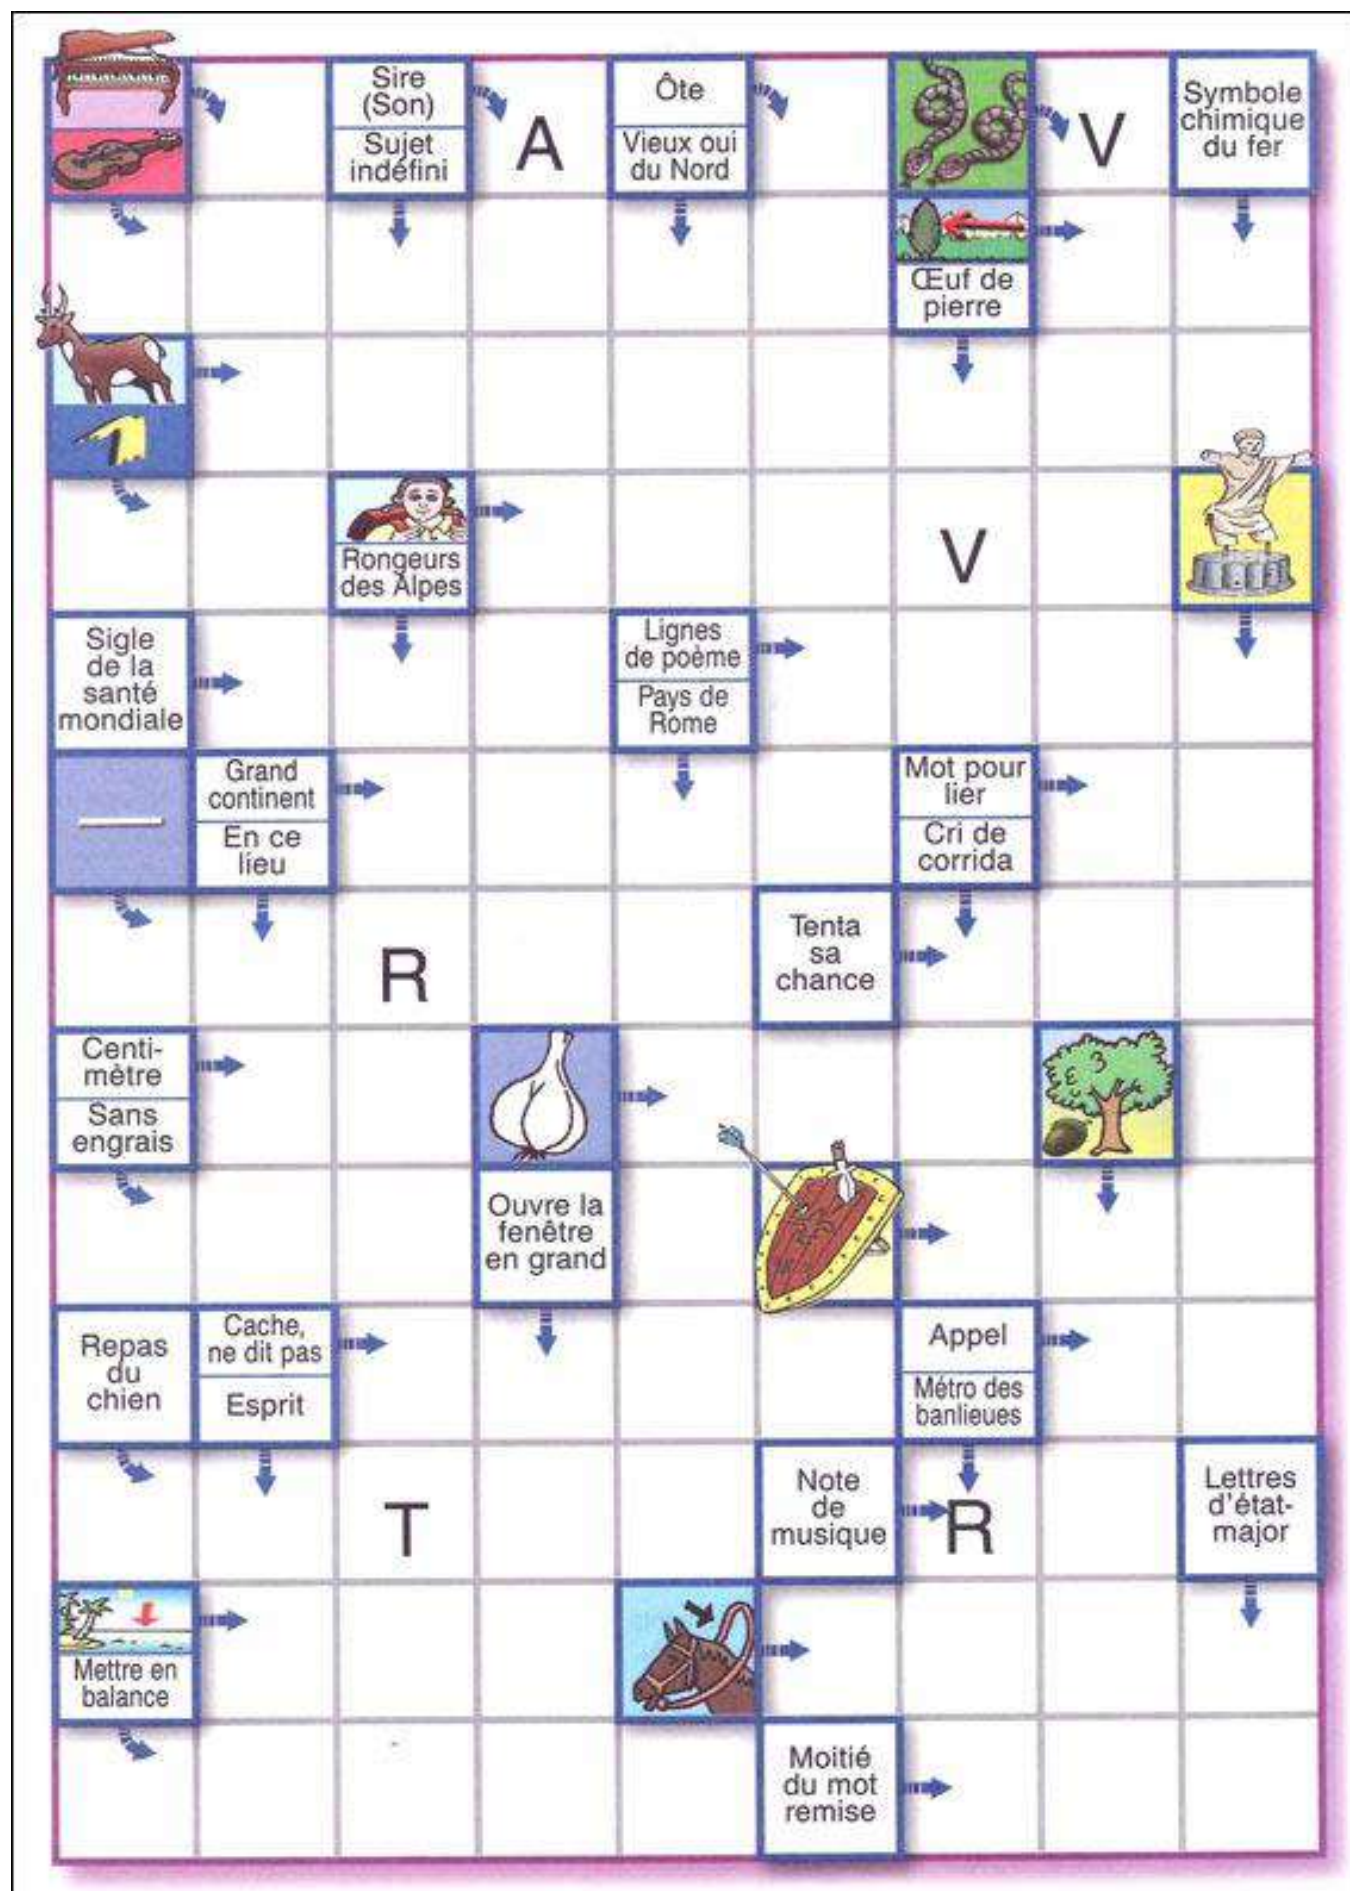 Sire
(Son)
Sujet
indéfini
A
Ôte
Vieux oui
du Nord
V
Symbole
chimique
du fer
Œuf de
pierre
Rongeurs
des Alpes
V
Sigle
de la
santé
mondiale
Lignes
de poème
Pays de
Rome
Grand
continent
En ce
lieu
Mot pour
lier
Cri de
corrida
R
Tenta
sa
chance
Centi-
mètre
Sans
engrais
Ouvre la
fenêtre
en grand
Repas
du
chien
Cache,
ne dit pas
Esprit
Appel
Métro des
banlieues
T
Note
de
musique
R
Lettres
d'état-
major
Mettre en
balance
Moitié
du mot
remise